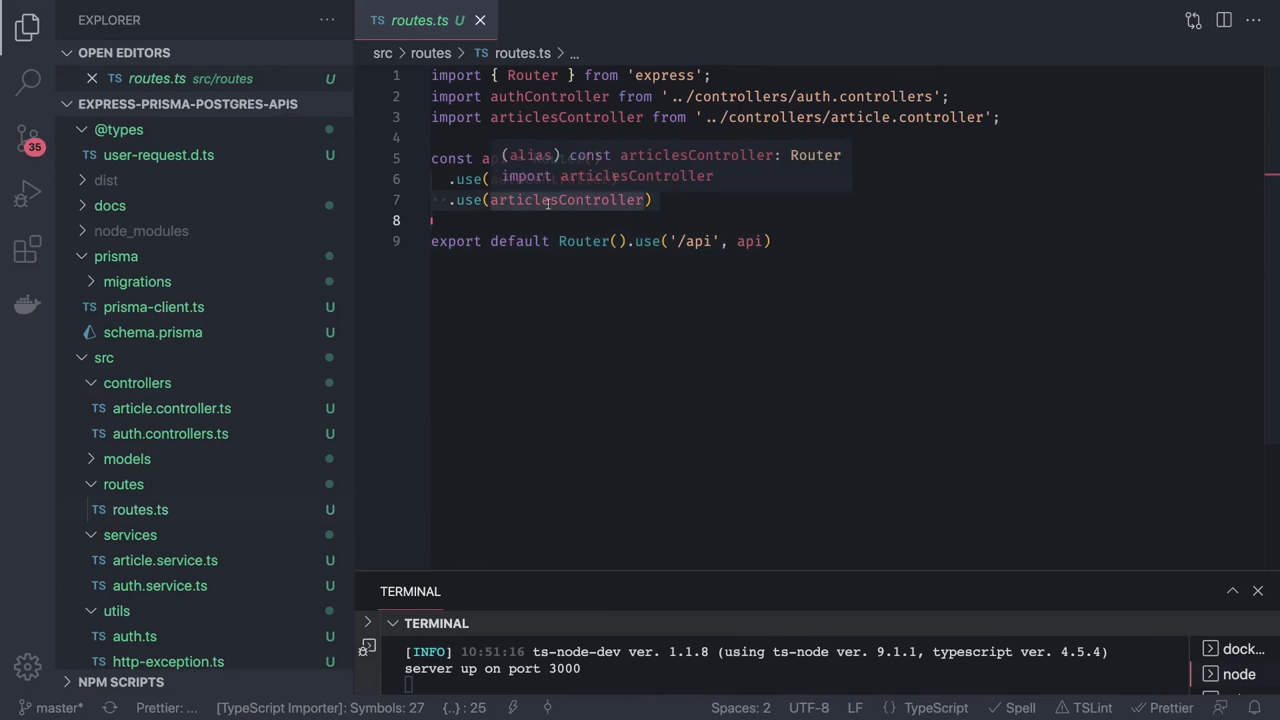 EXPLORER
OPEN EDITORS
routes.ts src/routes U
EXPRESS-PRISMA-POSTGRES-APIS
@types
TS user-request.d.ts U
dist
docs
node_modules
prisma
migrations
TS prisma-client.ts U
schema.prisma U
src
controllers
TS article.controller.ts U
TS auth.controllers.ts U
models
routes
TS routes.ts U
services
TS article.service.ts U
TS auth.service.ts U
utils
TS auth.ts U
TS http-exception.ts U
NPM SCRIPTS
35
TS routes.ts U
src > routes > TS routes.ts > ...
1 import { Router } from 'express';
2 import authController from '../controllers/auth.controllers';
3 import articlesController from '../controllers/article.controller';
4
(alias) const articlesController: Router
import articlesController
5 const
6 .use(
7 .use(articlesController)
8
9 export default Router().use('/api', api)
TERMINAL
TERMINAL
[INFO] 10:51:16 ts-node-dev ver. 1.1.8 (using ts-node ver. 9.1.1, typescript ver. 4.5.4)
server up on port 3000
dock...
node
master* Prettier: ... [TypeScript Importer]: Symbols: 27 {..} : 25 Spaces: 2 UTF-8 LF {} TypeScript Spell TSLint Prettier